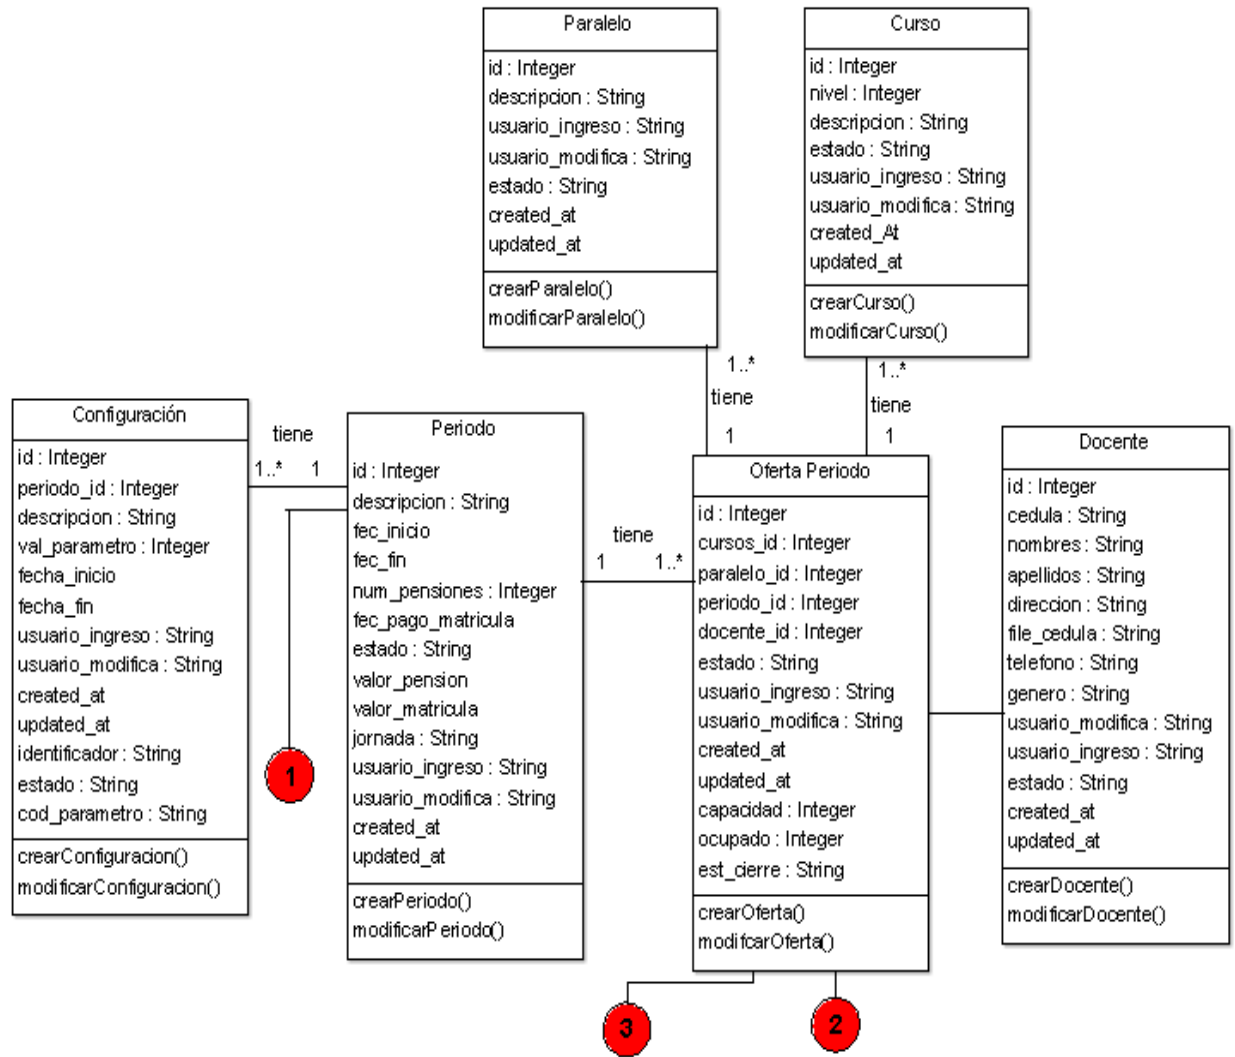 Paralelo
id : Integer
descripcion : String
usuario_ingreso : String
usuario_modifica : String
estado : String
created_at
updated_at
crearParalelo()
modificarParalelo()
Curso
id : Integer
nivel : Integer
descripcion : String
estado : String
usuario_ingreso : String
usuario_modifica : String
created_At
updated_at
crearCurso()
modificarCurso()
1..*
tiene
1
1..*
tiene
1
Configuración
id : Integer
periodo_id : Integer
descripcion : String
val_parametro : Integer
fecha_inicio
fecha_fin
usuario_ingreso : String
usuario_modifica : String
created_at
updated_at
identificador : String
estado : String
cod_parametro : String
crearConfiguracion()
modificarConfiguracion()
tiene
1..* 1
1
Periodo
id : Integer
descripcion : String
fec_inicio
fec_fin
num_pensiones : Integer
fec_pago_matricula
estado : String
valor_pension
valor_matricula
jornada : String
usuario_ingreso : String
usuario_modifica : String
created_at
updated_at
crearPeriodo()
modificarPeriodo()
tiene
1 1..*
Oferta Periodo
id : Integer
cursos_id : Integer
paralelo_id : Integer
periodo_id : Integer
docente_id : Integer
estado : String
usuario_ingreso : String
usuario_modifica : String
created_at
updated_at
capacidad : Integer
ocupado : Integer
est_cierre : String
crearOferta()
modifcarOferta()
Docente
id : Integer
cedula : String
nombres : String
apellidos : String
direccion : String
file_cedula : String
telefono : String
genero : String
usuario_modifica : String
usuario_ingreso : String
estado : String
created_at
updated_at
crearDocente()
modificarDocente()
3
2